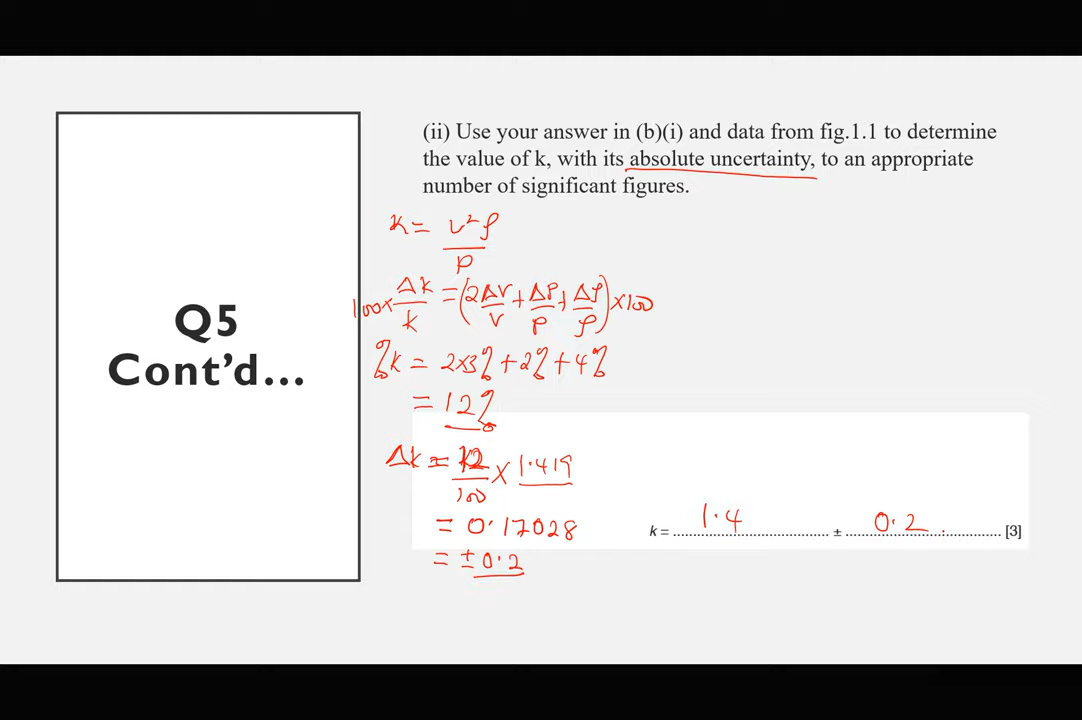 Q5
Cont'd...
(ii) Use your answer in (b)(i) and data from fig.1.1 to determine
the value of k, with its absolute uncertainty, to an appropriate
number of significant figures.
k = v²ρ / p
100 × Δk/k = (2Δv/v + Δp/p + Δρ/ρ) × 100
%k = 2×3% + 2% + 4%
= 12%
Δk = 12/100 × 1.419
= 0.17028
= ±0.2
k = 1.4 ± 0.2 [3]